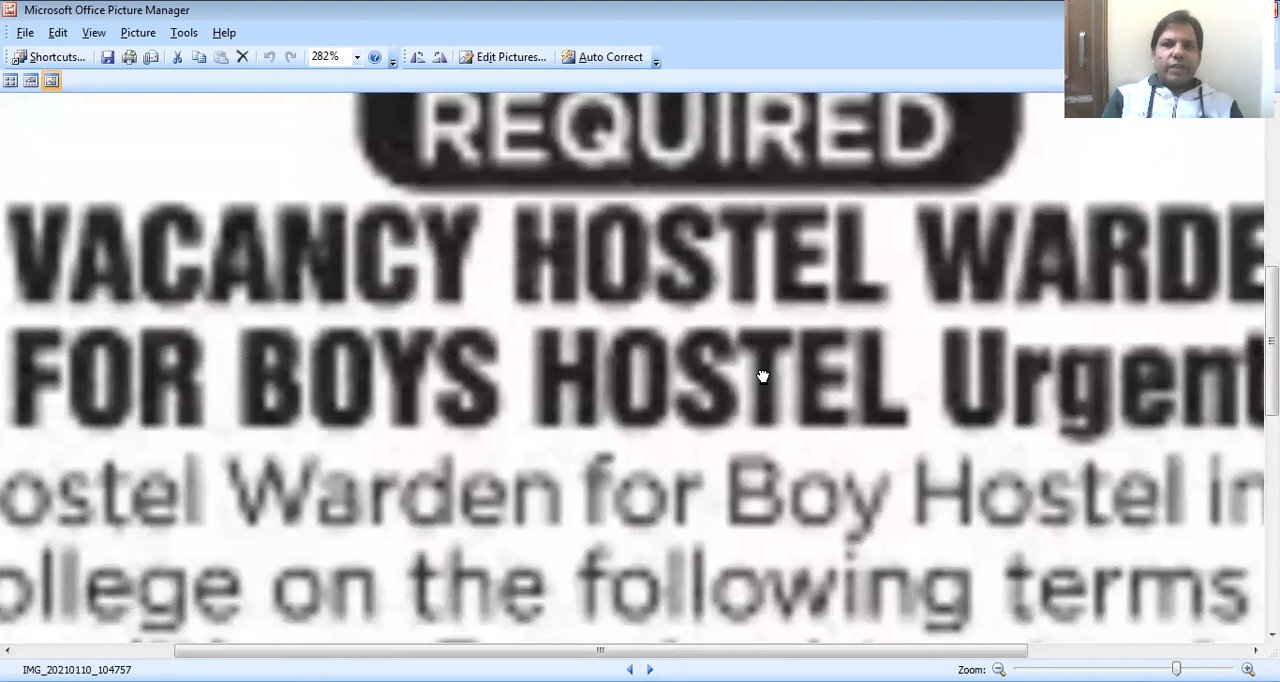 Microsoft Office Picture Manager
File Edit View Picture Tools Help
Shortcuts... 282% Edit Pictures... Auto Correct
REQUIRED
VACANCY HOSTEL WARDE
FOR BOYS HOSTEL Urgent
ostel Warden for Boy Hostel in
ollege on the following terms
IMG_20210110_104757 Zoom: